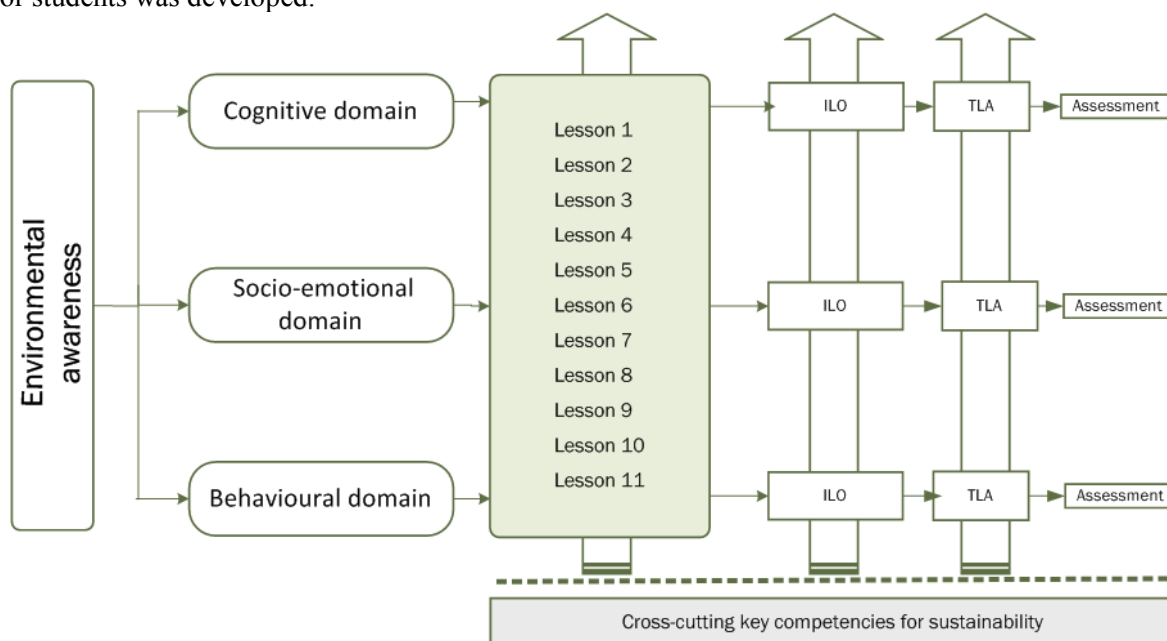 or students was developed.
Environmental
awareness
Cognitive domain
Socio-emotional
domain
Behavioural domain
Lesson 1
Lesson 2
Lesson 3
Lesson 4
Lesson 5
Lesson 6
Lesson 7
Lesson 8
Lesson 9
Lesson 10
Lesson 11
ILO
TLA
Assessment
ILO
TLA
Assessment
ILO
TLA
Assessment
Cross-cutting key competencies for sustainability